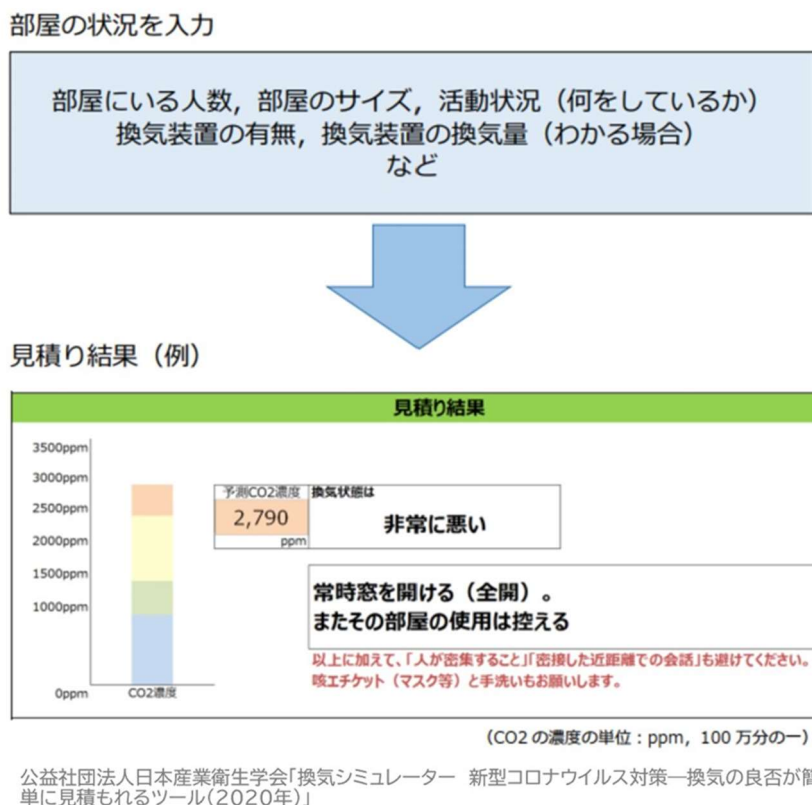 部屋の状況を入力
部屋にいる人数，部屋のサイズ，活動状況（何をしているか）
換気装置の有無，換気装置の換気量（わかる場合）
など
見積り結果（例）
見積り結果
3500ppm
3000ppm
2500ppm
2000ppm
1500ppm
1000ppm
0ppm
CO2濃度
予測CO2濃度
2,790
ppm
換気状態は
非常に悪い
常時窓を開ける（全開）。
またその部屋の使用は控える
以上に加えて、「人が密集すること」「密接した近距離での会話」も避けてください。
咳エチケット（マスク等）と手洗いもお願いします。
（CO2 の濃度の単位：ppm，100 万分の一）
公益社団法人日本産業衛生学会「換気シミュレーター　新型コロナウイルス対策―換気の良否が簡
単に見積もれるツール(2020年)」